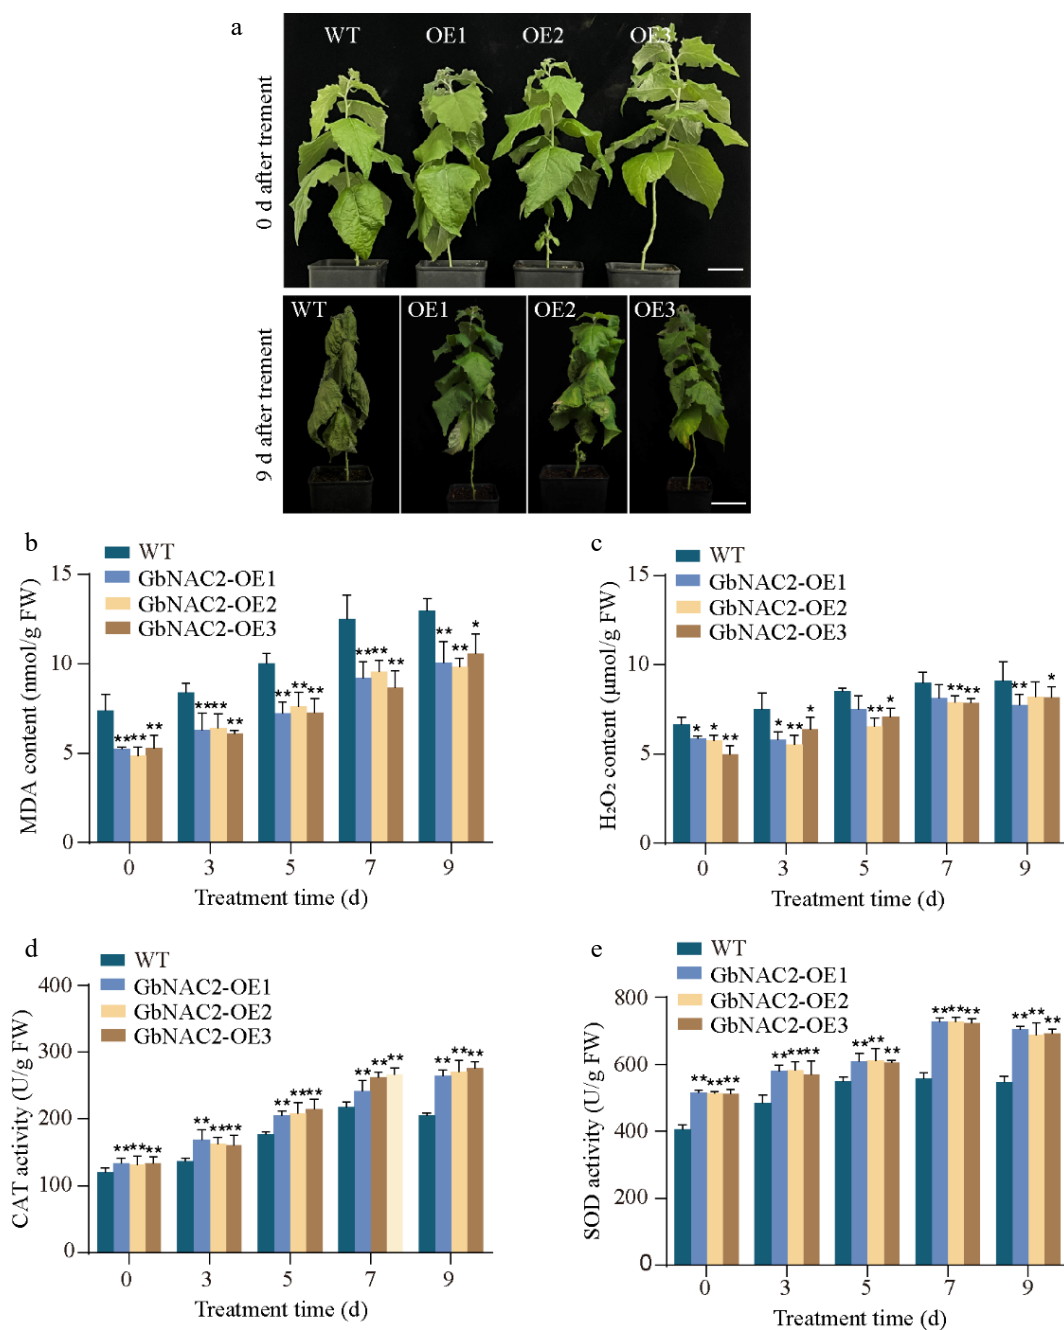 a
WT OE1 OE2 OE3
0 d after trement
WT OE1 OE2 OE3
9 d after trement
b
WT
GbNAC2-OE1
GbNAC2-OE2
GbNAC2-OE3
MDA content (nmol/g FW)
15
10
5
0
** ** **
** ** **
** ** **
** ** **
** ** *
0 3 5 7 9
Treatment time (d)
c
WT
GbNAC2-OE1
GbNAC2-OE2
GbNAC2-OE3
H₂O₂ content (μmol/g FW)
15
10
5
0
* * **
* ** *
** *
** **
** *
0 3 5 7 9
Treatment time (d)
d
WT
GbNAC2-OE1
GbNAC2-OE2
GbNAC2-OE3
CAT activity (U/g FW)
400
300
200
100
0
** ** **
** ** **
** ** **
** ** **
** ** **
0 3 5 7 9
Treatment time (d)
e
WT
GbNAC2-OE1
GbNAC2-OE2
GbNAC2-OE3
SOD activity (U/g FW)
800
600
400
200
0
** ** **
** ** **
** ** **
** ** **
** ** **
0 3 5 7 9
Treatment time (d)